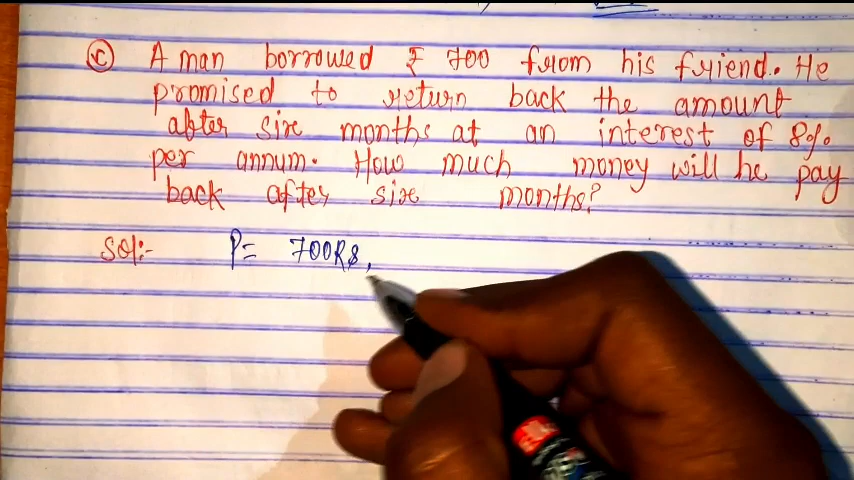 Ⓒ A man borrowed ₹ 700 from his friend. He
promised to return back the amount
after six months at an interest of 8%
per annum. How much money will he pay
back after six months?
Sol:- P= 700RS,